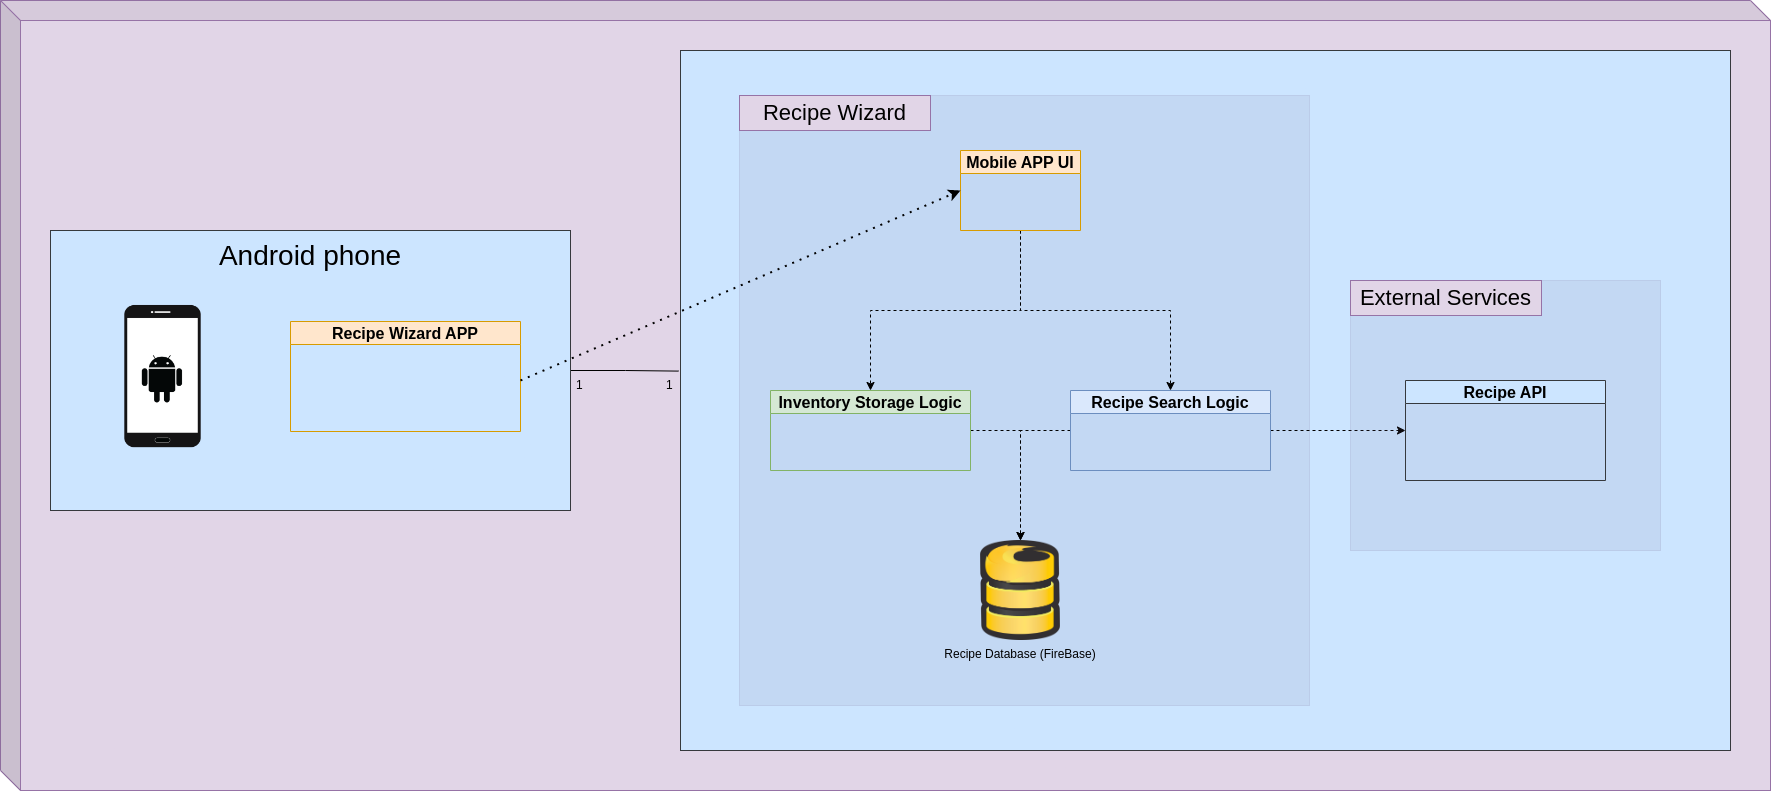 Recipe Wizard
Mobile APP UI
Android phone
Recipe Wizard APP
1
1
External Services
Inventory Storage Logic
Recipe Search Logic
Recipe API
Recipe Database (FireBase)